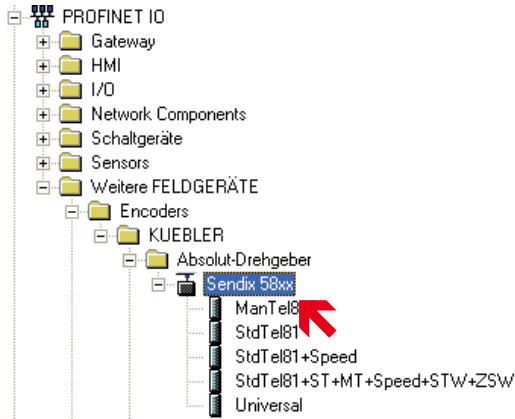 PROFINET IO
Gateway
HMI
I/O
Network Components
Schaltgeräte
Sensors
Weitere FELDGERÄTE
Encoders
KUEBLER
Absolut-Drehgeber
Sendix 58xx
ManTel8
StdTel81
StdTel81+Speed
StdTel81+ST+MT+Speed+STW+ZSW
Universal